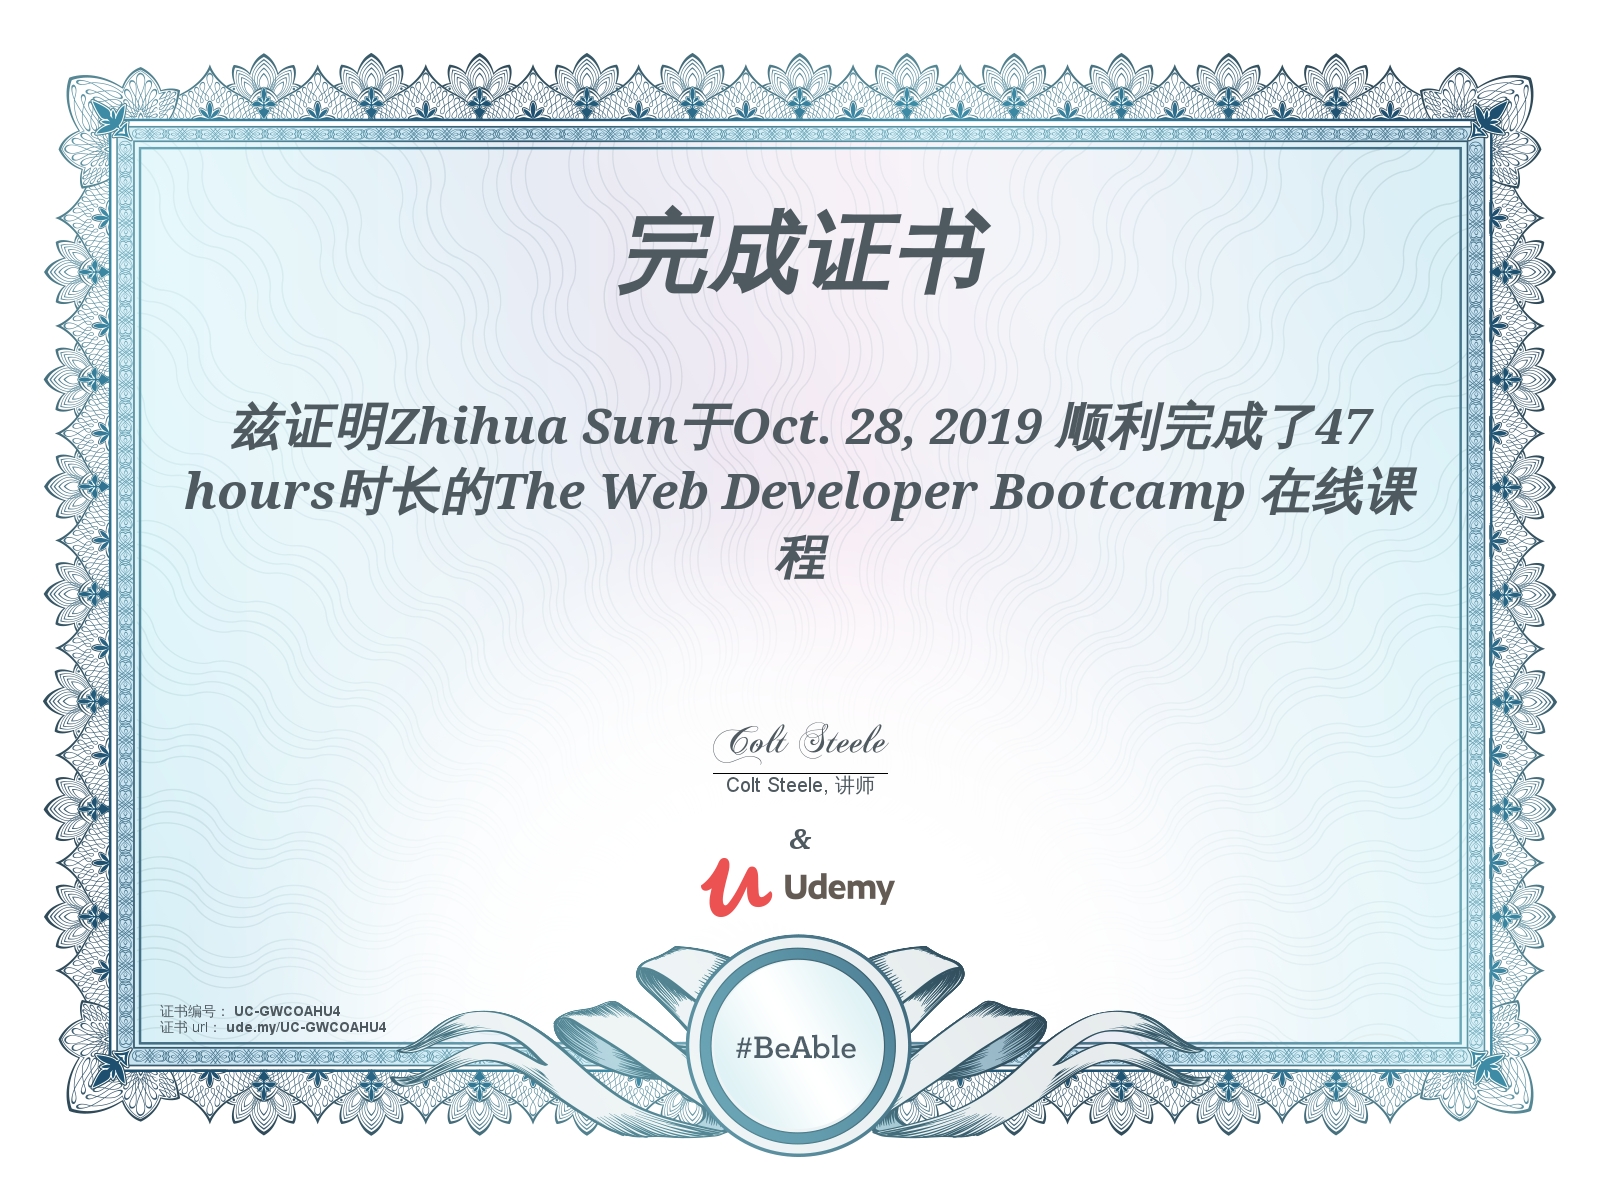 完成证书
兹证明Zhihua Sun于Oct. 28, 2019 顺利完成了47
hours时长的The Web Developer Bootcamp 在线课
程
Colt Steele
Colt Steele, 讲师
&
Udemy
#BeAble
证书编号： UC-GWCOAHU4
证书 url： ude.my/UC-GWCOAHU4